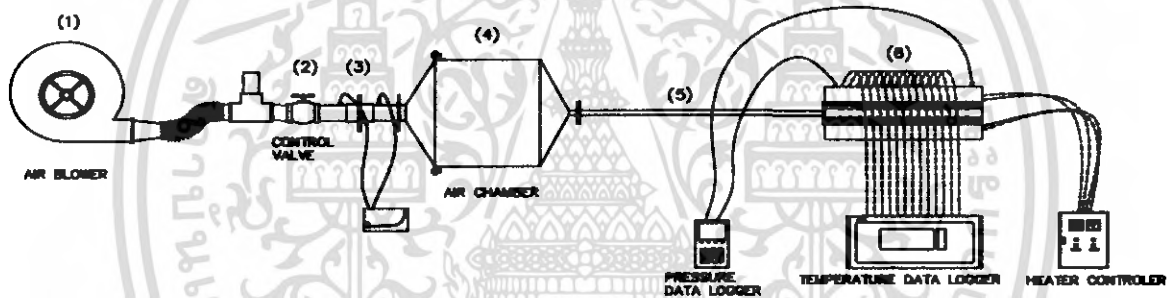 (1)
(2)
(3)
(4)
(5)
(6)
AIR BLOWER
CONTROL
VALVE
AIR CHAMBER
PRESSURE
DATA LOGGER
TEMPERATURE DATA LOGGER
HEATER CONTROLER